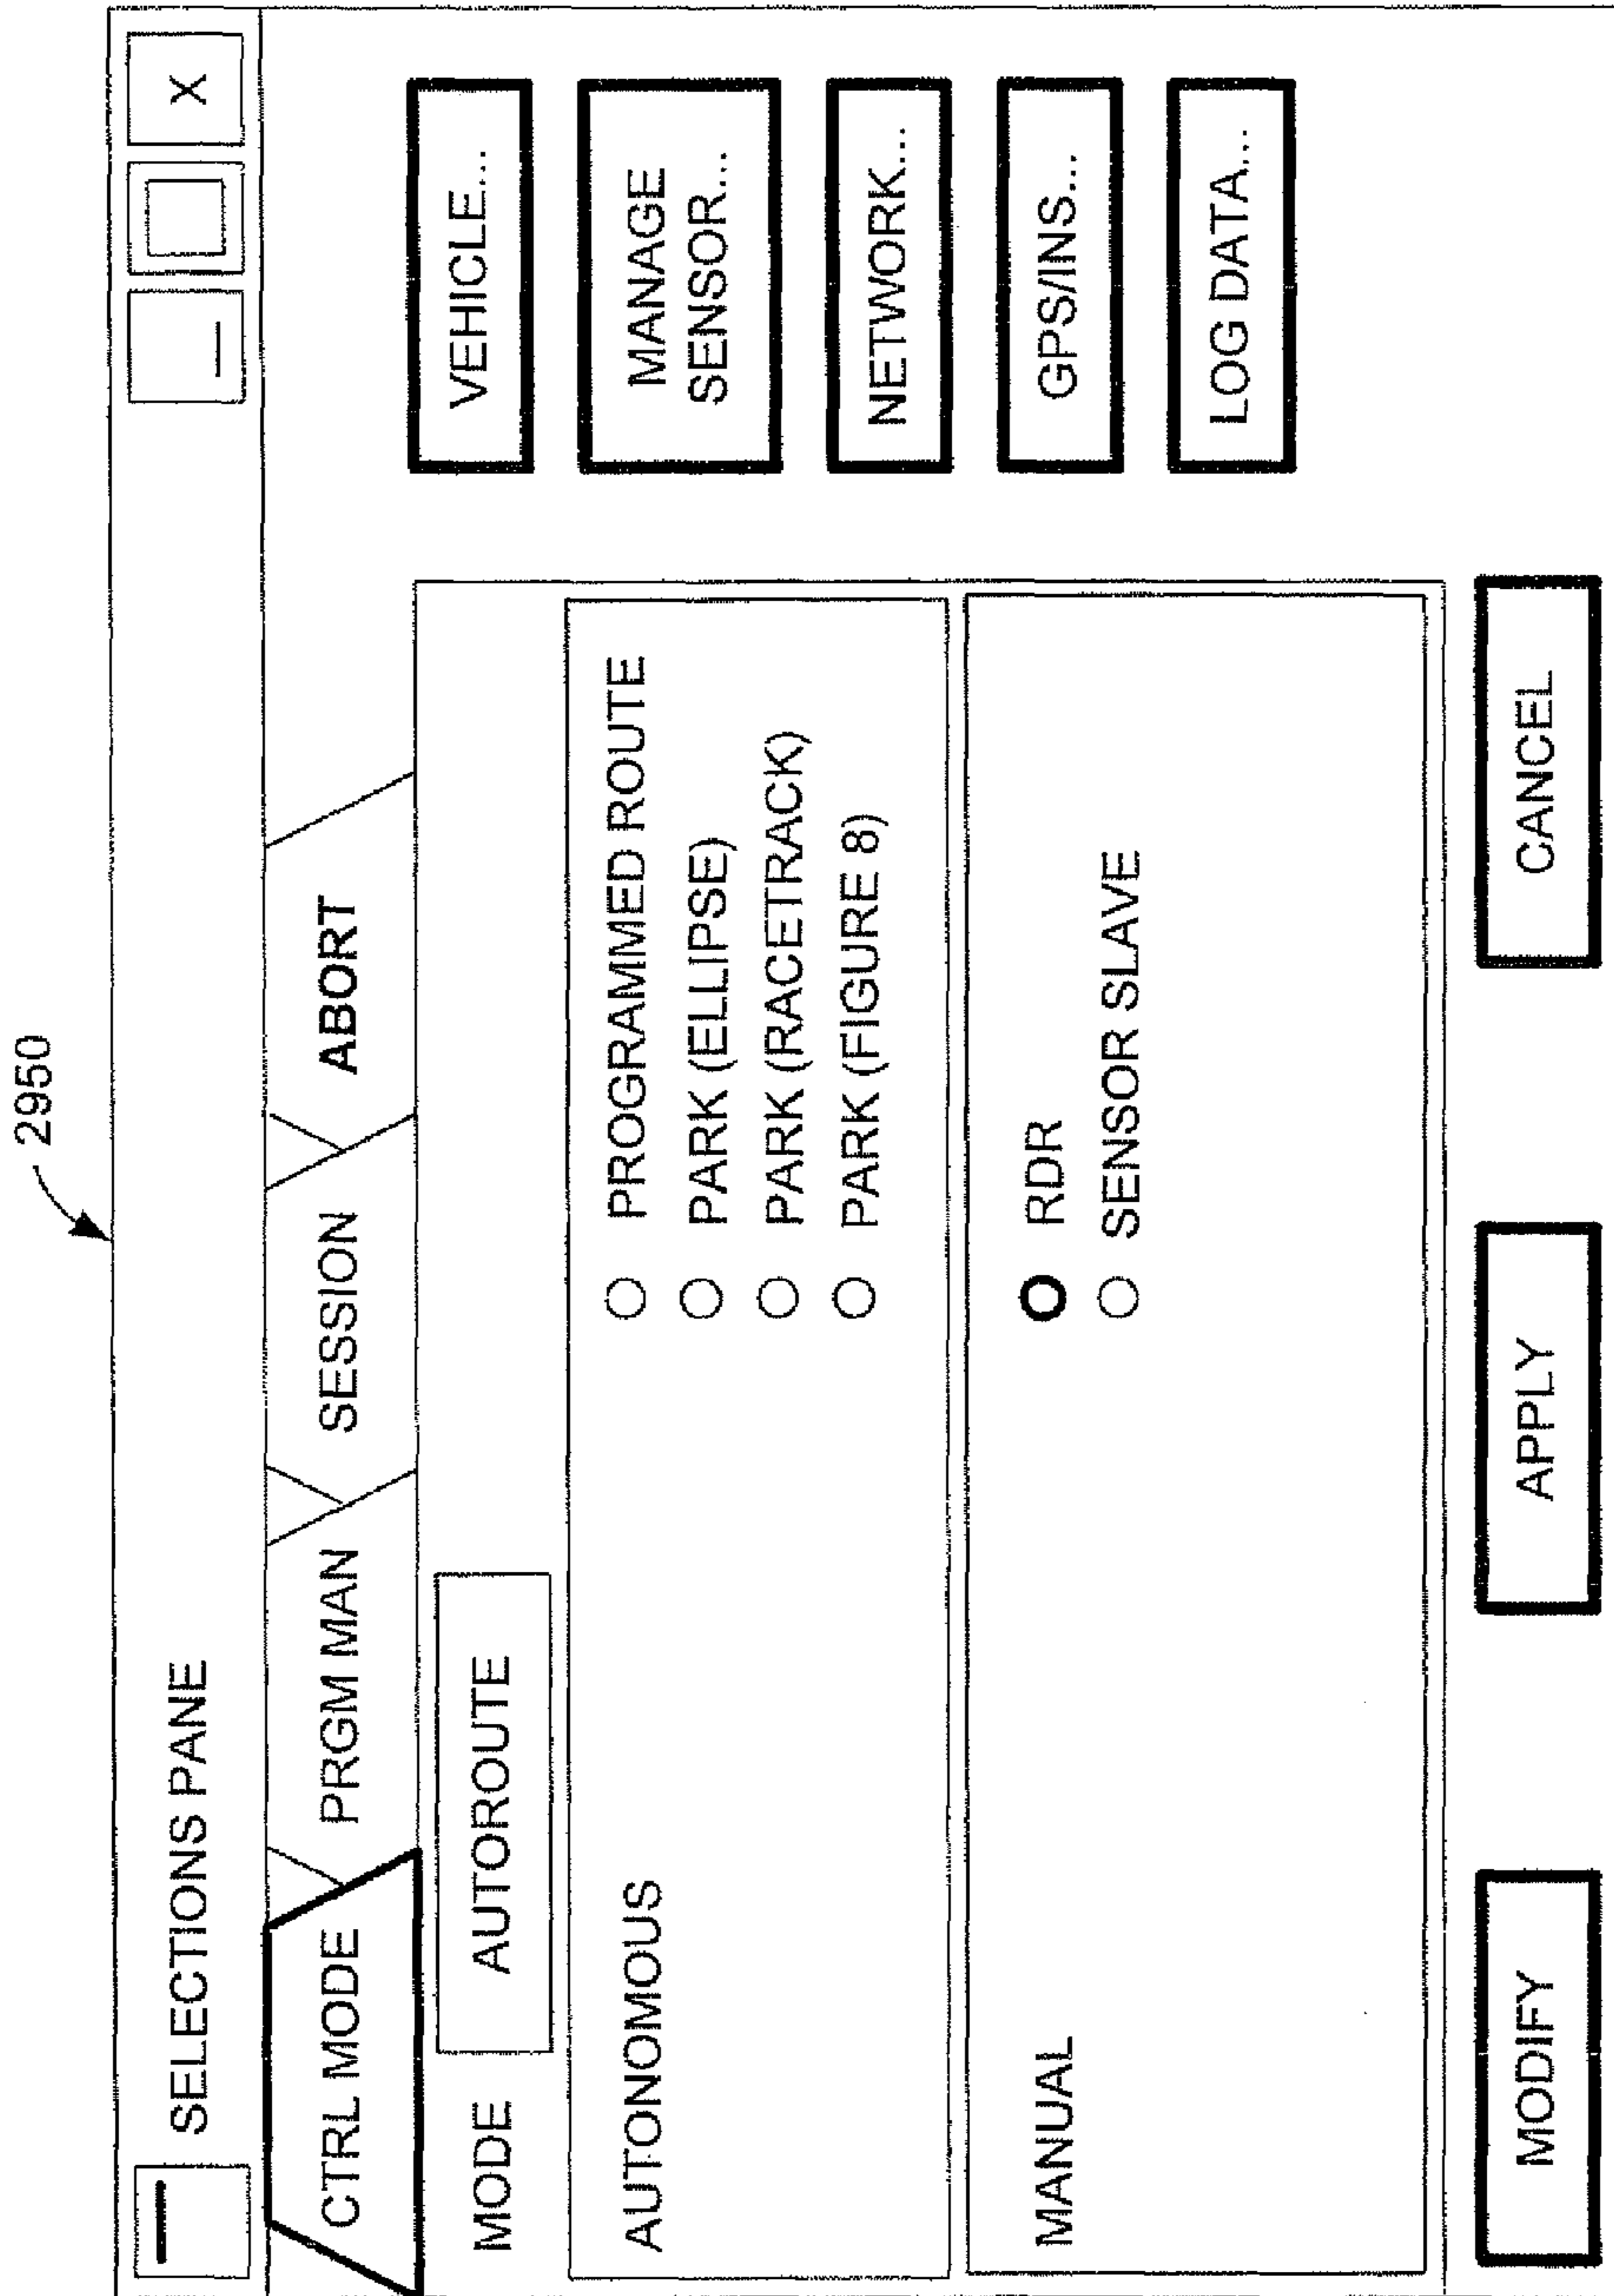 2950
SELECTIONS PANE
X
CTRL MODE
PRGM MAN
SESSION
ABORT
MODE
AUTOROUTE
AUTONOMOUS
PROGRAMMED ROUTE
PARK (ELLIPSE)
PARK (RACETRACK)
PARK (FIGURE 8)
MANUAL
RDR
SENSOR SLAVE
VEHICLE...
MANAGE
SENSOR...
NETWORK...
GPS/INS...
LOG DATA...
MODIFY
APPLY
CANCEL